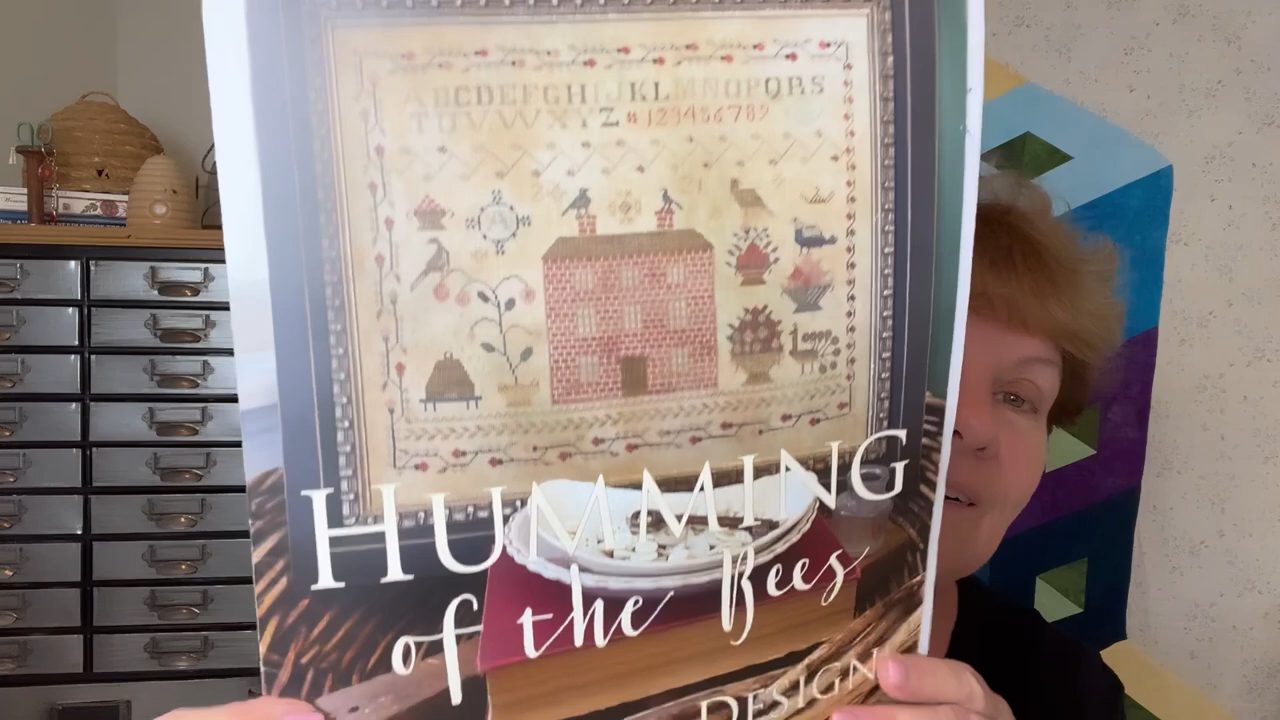 ABCDEFGHIJKLMNOPQRS
TUVWXYZ 123456789
A
HUMMING
of the Bees
DESIGN